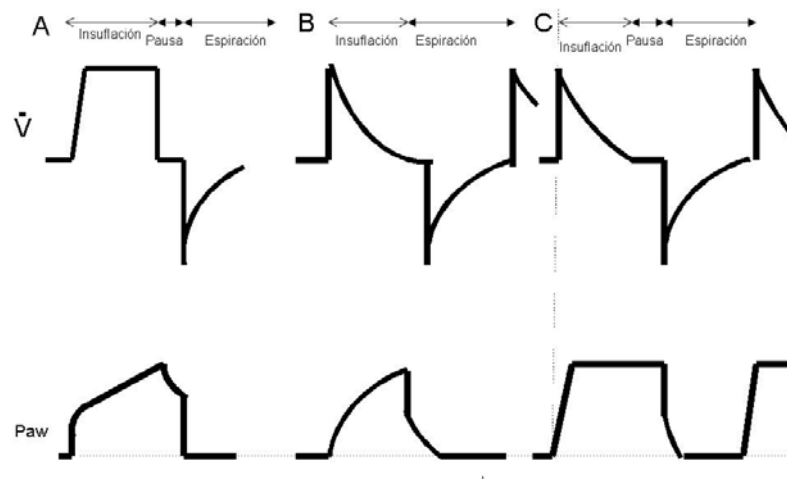 A
Insuflación
Pausa
Espiración
B
Insuflación
Espiración
C
Insuflación
Pausa
Espiración
V̇
Paw